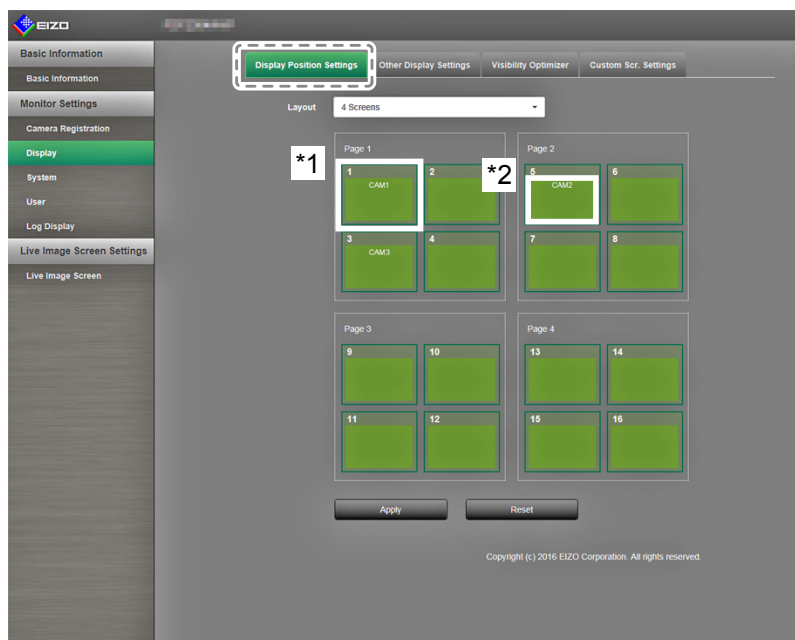 EIZO
Basic Information
Basic Information
Monitor Settings
Camera Registration
Display
System
User
Log Display
Live Image Screen Settings
Live Image Screen
Display Position Settings
Other Display Settings
Visibility Optimizer
Custom Scr. Settings
Layout
4 Screens
Page 1
*1
1
CAM1
2
3
CAM3
4
Page 2
*2
5
CAM2
6
7
8
Page 3
9
10
11
12
Page 4
13
14
15
16
Apply
Reset
Copyright (c) 2016 EIZO Corporation. All rights reserved.